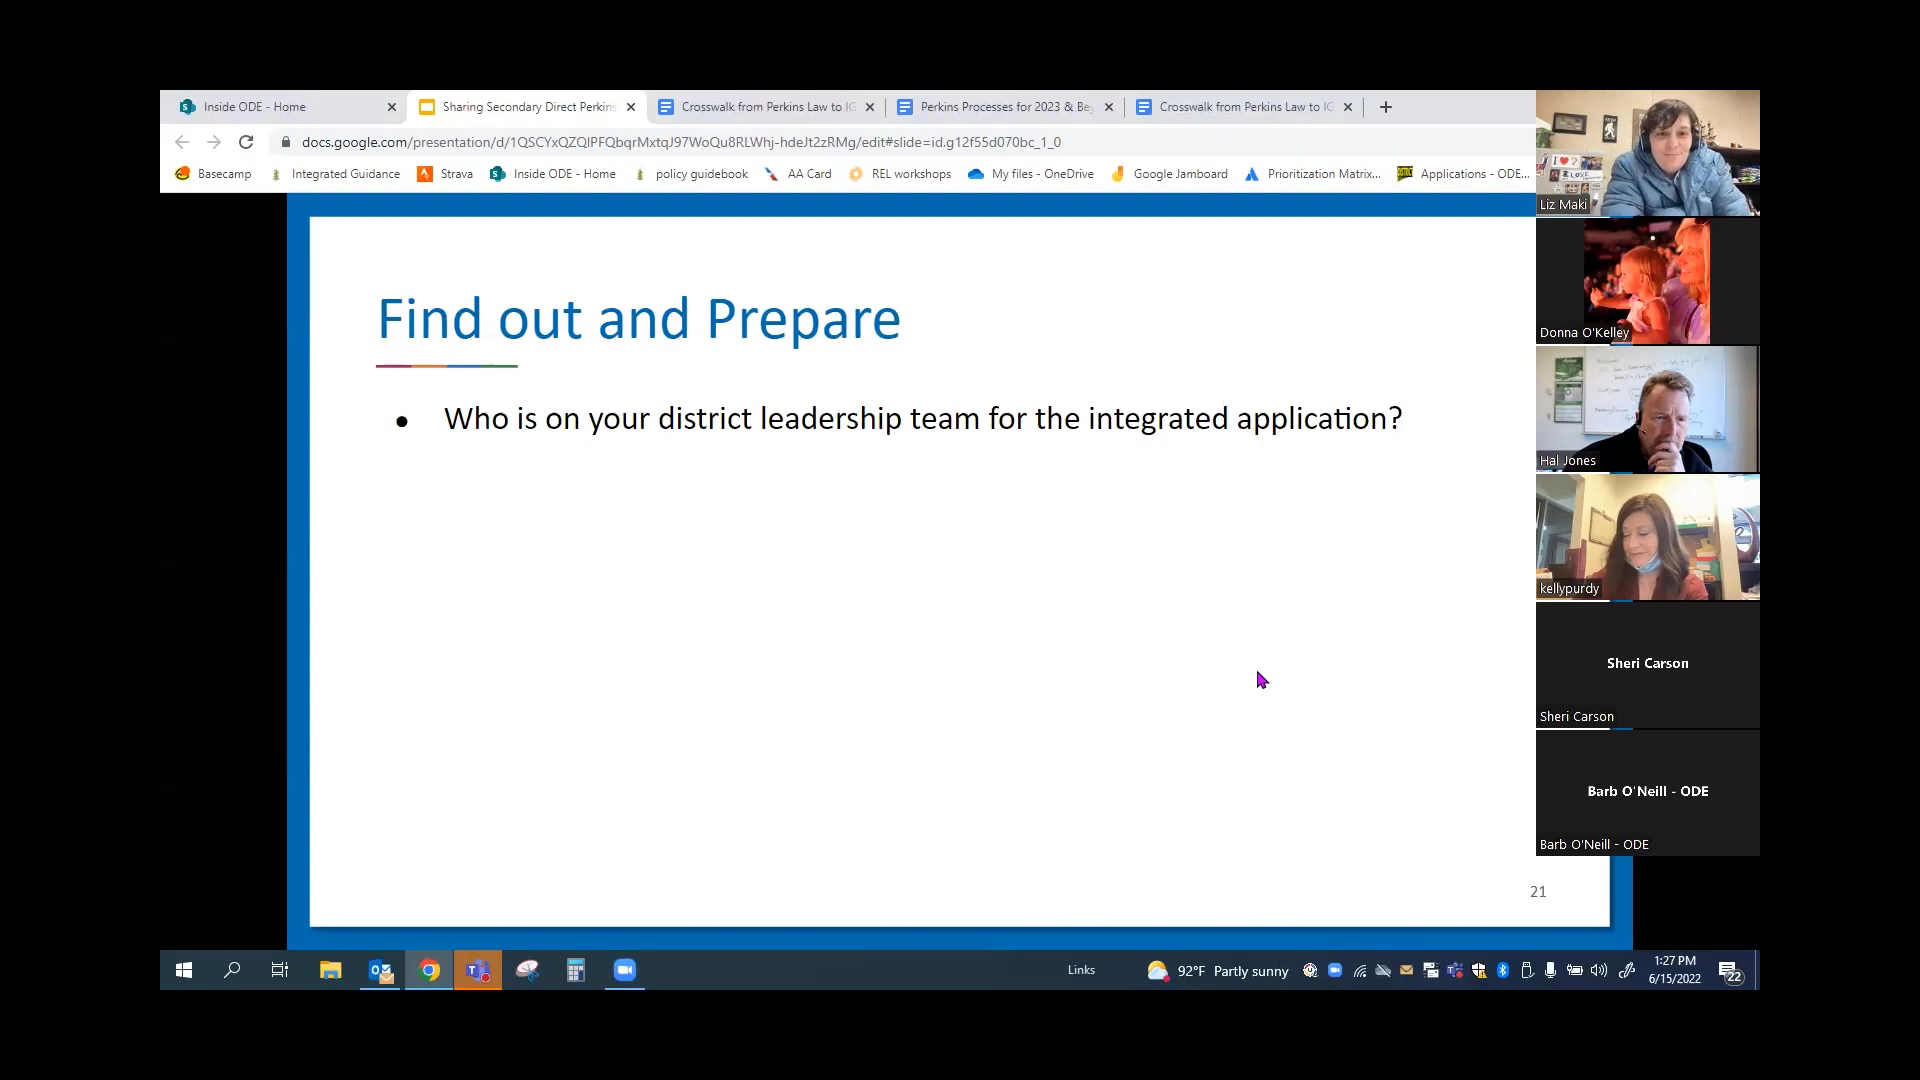 Inside ODE - Home
Sharing Secondary Direct Perkins
Crosswalk from Perkins Law to IG
Perkins Processes for 2023 & Be
Crosswalk from Perkins Law to IG
docs.google.com/presentation/d/1QSCYxQZQlPFQbqrMxtqJ97WoQu8RLWhj-hdeJt2zRMg/edit#slide=id.g12f55d070bc_1_0
Basecamp
Integrated Guidance
Strava
Inside ODE - Home
policy guidebook
AA Card
REL workshops
My files - OneDrive
Google Jamboard
Prioritization Matrix...
Applications - ODE...
Find out and Prepare
● Who is on your district leadership team for the integrated application?
21
I ❤ ?
I LOVE
Liz Maki
Donna O'Kelley
Hal Jones
kellypurdy
Sheri Carson
Sheri Carson
Barb O'Neill - ODE
Barb O'Neill - ODE
Links
92°F Partly sunny
1:27 PM
6/15/2022
22